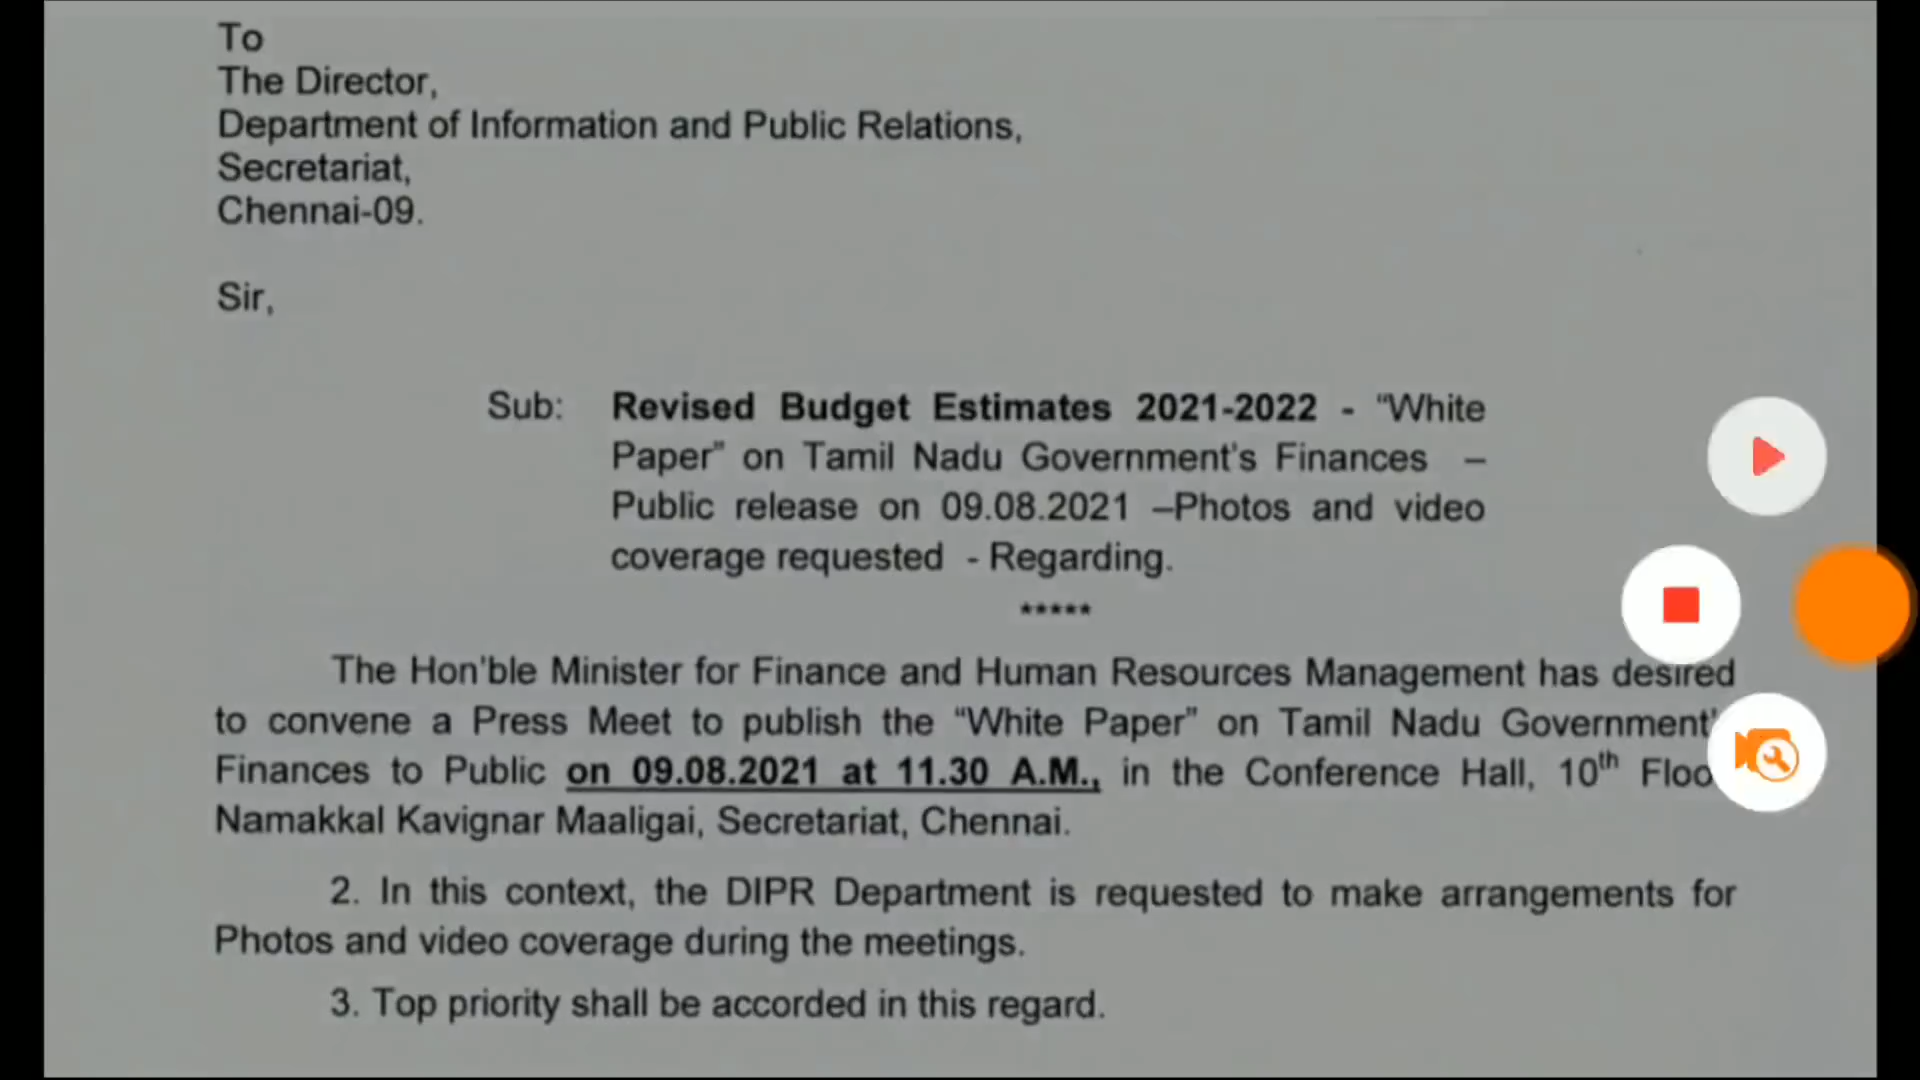 To
The Director,
Department of Information and Public Relations,
Secretariat,
Chennai-09.
Sir,
Sub: Revised Budget Estimates 2021-2022 - “White
Paper” on Tamil Nadu Government's Finances –
Public release on 09.08.2021 –Photos and video
coverage requested - Regarding.
*****
The Hon'ble Minister for Finance and Human Resources Management has desired
to convene a Press Meet to publish the “White Paper” on Tamil Nadu Government'
Finances to Public on 09.08.2021 at 11.30 A.M., in the Conference Hall, 10th Floo
Namakkal Kavignar Maaligai, Secretariat, Chennai.
2. In this context, the DIPR Department is requested to make arrangements for
Photos and video coverage during the meetings.
3. Top priority shall be accorded in this regard.